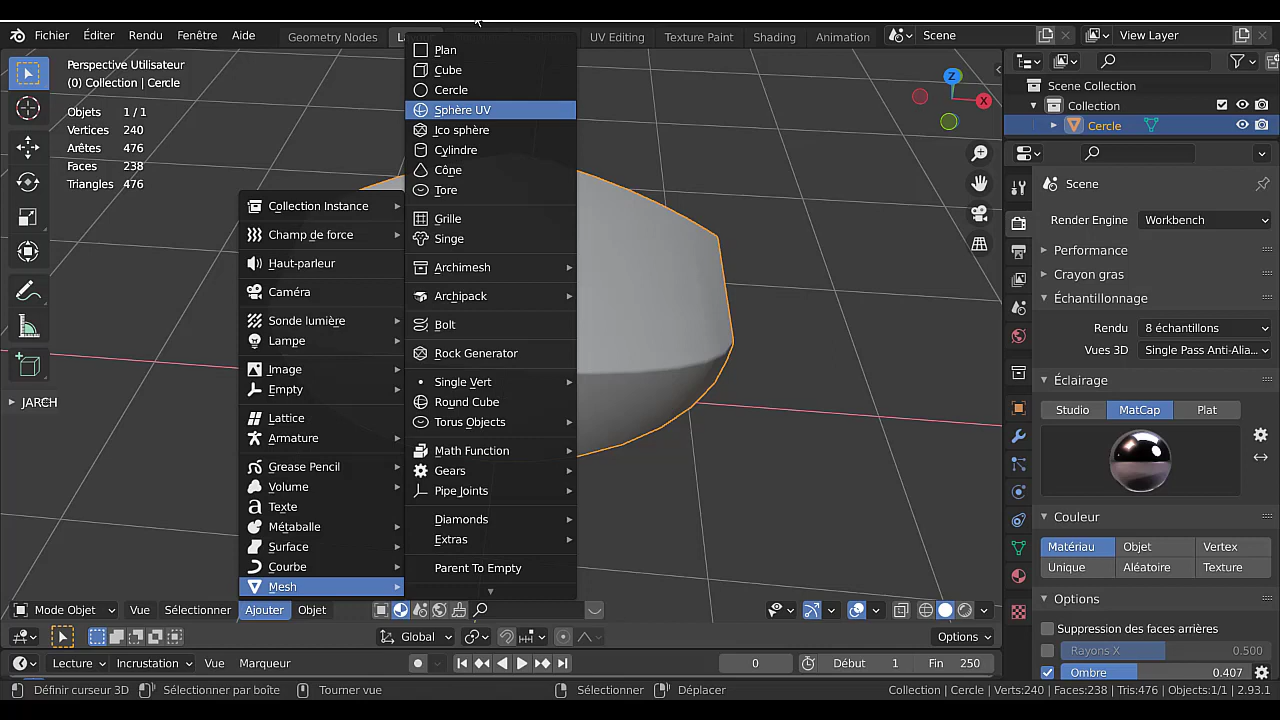 Fichier Éditer Rendu Fenêtre Aide Geometry Nodes UV Editing Texture Paint Shading Animation Scene View Layer
Perspective Utilisateur
(0) Collection | Cercle
Objets 1 / 1
Vertices 240
Arêtes 476
Faces 238
Triangles 476
JARCH
Plan
Cube
Cercle
Sphère UV
Ico sphère
Cylindre
Cône
Tore
Grille
Singe
Archimesh
Archipack
Bolt
Rock Generator
Single Vert
Round Cube
Torus Objects
Math Function
Gears
Pipe Joints
Diamonds
Extras
Parent To Empty
Collection Instance
Champ de force
Haut-parleur
Caméra
Sonde lumière
Lampe
Image
Empty
Lattice
Armature
Grease Pencil
Volume
Texte
Métaballe
Surface
Courbe
Mesh
Z
X
Scene Collection
Collection
Cercle
Scene
Render Engine Workbench
Performance
Crayon gras
Échantillonnage
Rendu 8 échantillons
Vues 3D Single Pass Anti-Alia...
Éclairage
Studio MatCap Plat
Couleur
Matériau Objet Vertex
Unique Aléatoire Texture
Options
Suppression des faces arrières
Rayons X 0.500
Ombre 0.407
Mode Objet Vue Sélectionner Ajouter Objet
Global Options
Lecture Incrustation Vue Marqueur 0 Début 1 Fin 250
Définir curseur 3D Sélectionner par boîte Tourner vue Sélectionner Déplacer Collection | Cercle | Verts:240 | Faces:238 | Tris:476 | Objects:1/1 | 2.93.1